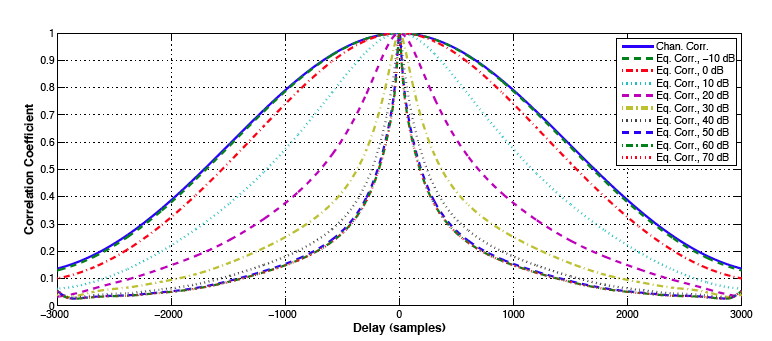 Correlation Coefficient
1
0.9
0.8
0.7
0.6
0.5
0.4
0.3
0.2
0.1
0
Chan. Corr.
Eq. Corr., −10 dB
Eq. Corr., 0 dB
Eq. Corr., 10 dB
Eq. Corr., 20 dB
Eq. Corr., 30 dB
Eq. Corr., 40 dB
Eq. Corr., 50 dB
Eq. Corr., 60 dB
Eq. Corr., 70 dB
−3000 −2000 −1000 0 1000 2000 3000
Delay (samples)